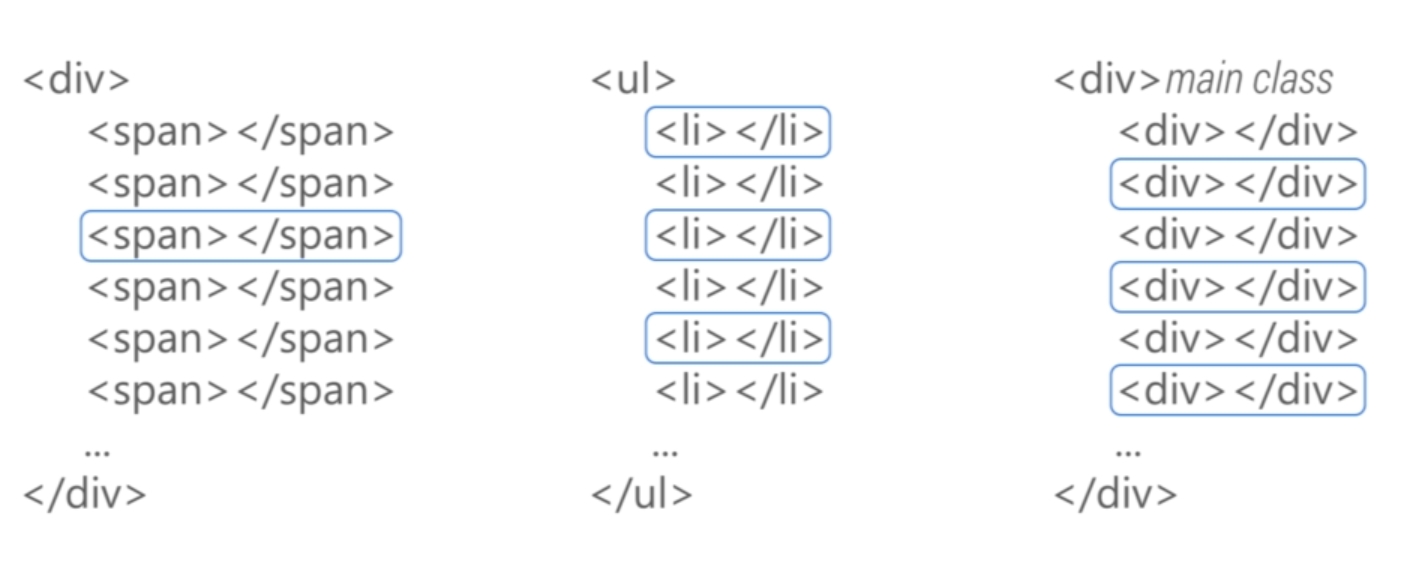 <div>
<span></span>
<span></span>
<span></span>
<span></span>
<span></span>
<span></span>
...
</div>
<ul>
<li></li>
<li></li>
<li></li>
<li></li>
<li></li>
<li></li>
...
</ul>
<div>main class
<div></div>
<div></div>
<div></div>
<div></div>
<div></div>
<div></div>
...
</div>